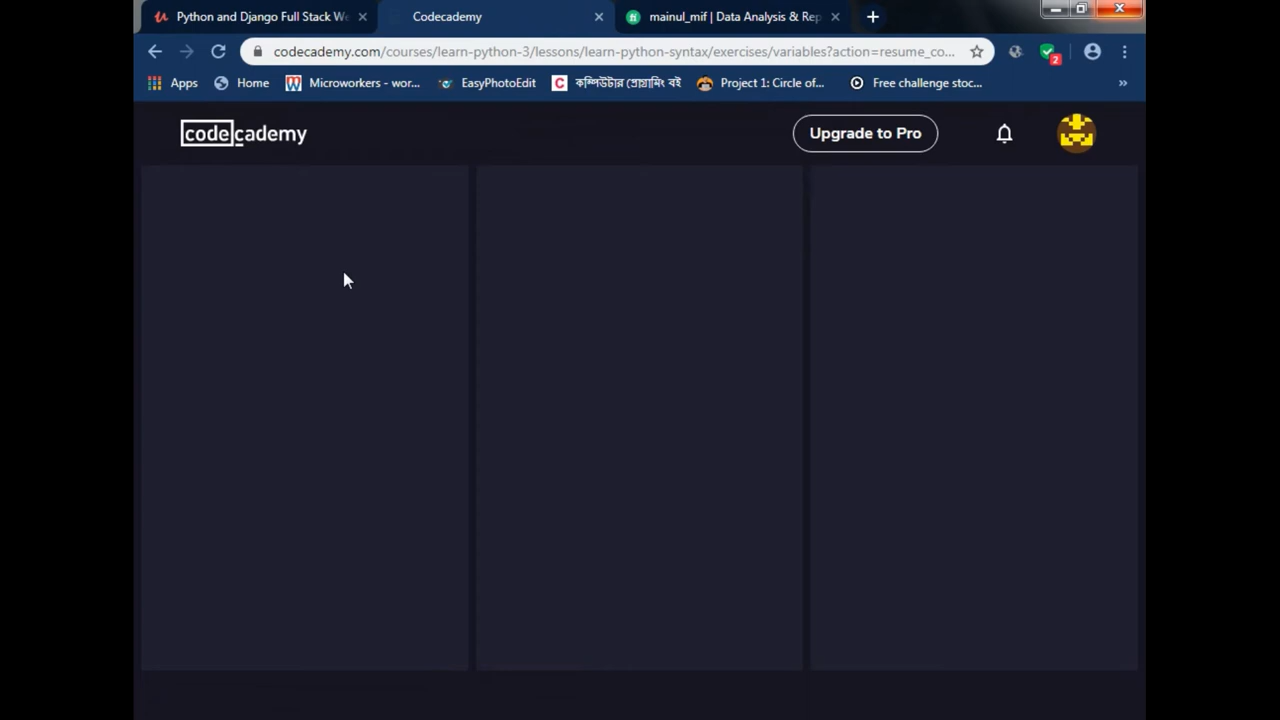 Python and Django Full Stack We
Codecademy
mainul_mif | Data Analysis & Rep
codecademy.com/courses/learn-python-3/lessons/learn-python-syntax/exercises/variables?action=resume_co...
2
Apps
Home
Microworkers - wor...
EasyPhotoEdit
C
কম্পিউটার প্রোগ্রামিং বই
Project 1: Circle of...
Free challenge stoc...
»
codecademy
Upgrade to Pro